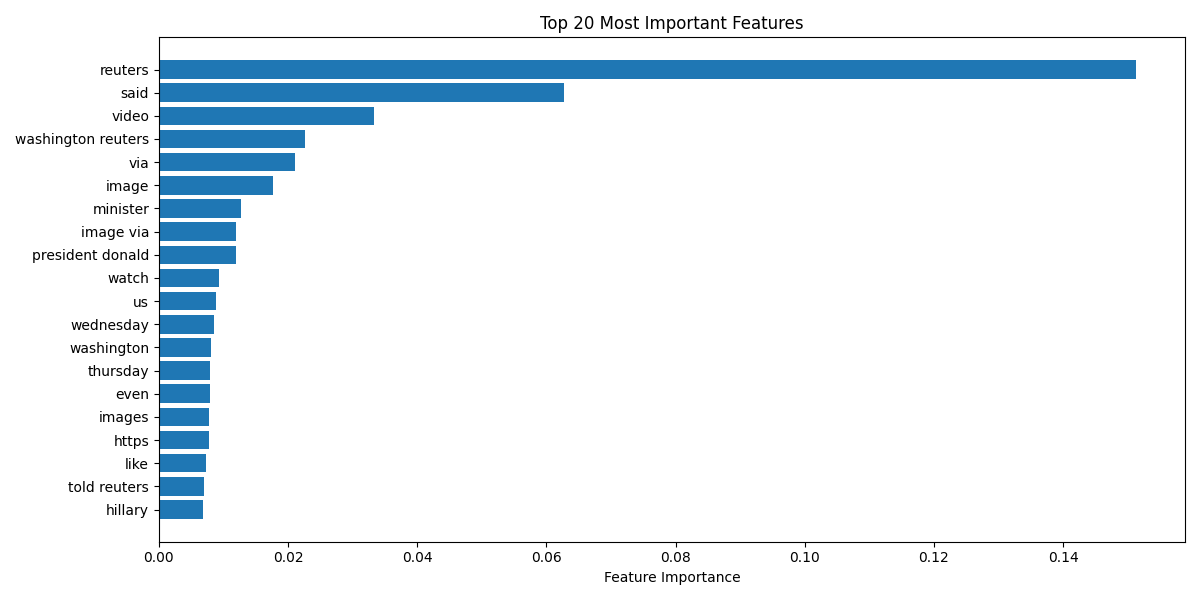 Top 20 Most Important Features
reuters
said
video
washington reuters
via
image
minister
image via
president donald
watch
us
wednesday
washington
thursday
even
images
https
like
told reuters
hillary
0.00 0.02 0.04 0.06 0.08 0.10 0.12 0.14
Feature Importance